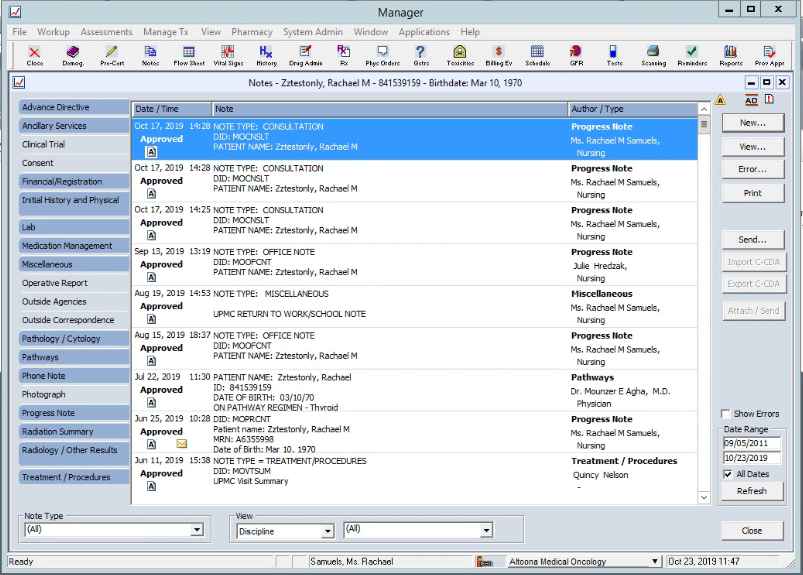 Manager
File Workup Assessments Manage Tx View Pharmacy System Admin Window Applications Help
Close Demog. Pre-Cert Notes Flow Sheet Vital Signs History Drug Admin Rx Phys Orders Qstrs Toxicities Billing Ev Schedule GFR Tests Scanning Reminders Reports Prov Apps
Notes - Zztestonly, Rachael M - 841539159 - Birthdate: Mar 10, 1970
Advance Directive
Ancillary Services
Clinical Trial
Consent
Financial/Registration
Initial History and Physical
Lab
Medication Management
Miscellaneous
Operative Report
Outside Agencies
Outside Correspondence
Pathology / Cytology
Pathways
Phone Note
Photograph
Progress Note
Radiation Summary
Radiology / Other Results
Treatment / Procedures
Date / Time Note Author / Type
Oct 17, 2019 14:28 NOTE TYPE: CONSULTATION Progress Note
Approved DID: MOCNSLT Ms. Rachael M Samuels,
A PATIENT NAME: Zztestonly, Rachael M Nursing
Oct 17, 2019 14:28 NOTE TYPE: CONSULTATION Progress Note
Approved DID: MOCNSLT Ms. Rachael M Samuels,
A PATIENT NAME: Zztestonly, Rachael M Nursing
Oct 17, 2019 14:25 NOTE TYPE: CONSULTATION Progress Note
Approved DID: MOCNSLT Ms. Rachael M Samuels,
A PATIENT NAME: Zztestonly, Rachael M Nursing
Sep 13, 2019 13:19 NOTE TYPE: OFFICE NOTE Progress Note
Approved DID: MOOFCNT Julie Hredzak,
A PATIENT NAME: Zztestonly, Rachael M Nursing
Aug 19, 2019 14:53 NOTE TYPE: MISCELLANEOUS Miscellaneous
Approved Ms. Rachael M Samuels,
A UPMC RETURN TO WORK/SCHOOL NOTE Nursing
Aug 15, 2019 18:37 NOTE TYPE: OFFICE NOTE Progress Note
Approved DID: MOOFCNT Ms. Rachael M Samuels,
A PATIENT NAME: Zztestonly, Rachael M Nursing
Jul 22, 2019 11:30 PATIENT NAME: Zztestonly, Rachael Pathways
Approved ID: 841539159 Dr. Mounzer E Agha, M.D.
A DATE OF BIRTH: 03/10/70 Physician
ON PATHWAY REGIMEN - Thyroid
Jun 25, 2019 10:28 DID: MOPRCNT Progress Note
Approved Patient name: Zztestonly, Rachael M Ms. Rachael M Samuels,
A MRN: A6355998 Nursing
Date of Birth: Mar 10, 1970
Jun 11, 2019 15:38 NOTE TYPE = TREATMENT/PROCEDURES Treatment / Procedures
Approved DID: MOVTSUM Quincy Nelson
A UPMC Visit Summary -
A AD
New...
View...
Error...
Print
Send...
Import C-CDA
Export C-CDA
Attach / Send
Show Errors
Date Range
09/05/2011
10/23/2019
All Dates
Refresh
Close
Note Type
(All)
View
Discipline (All)
Ready Samuels, Ms. Rachael Altoona Medical Oncology Oct 23, 2019 11:47